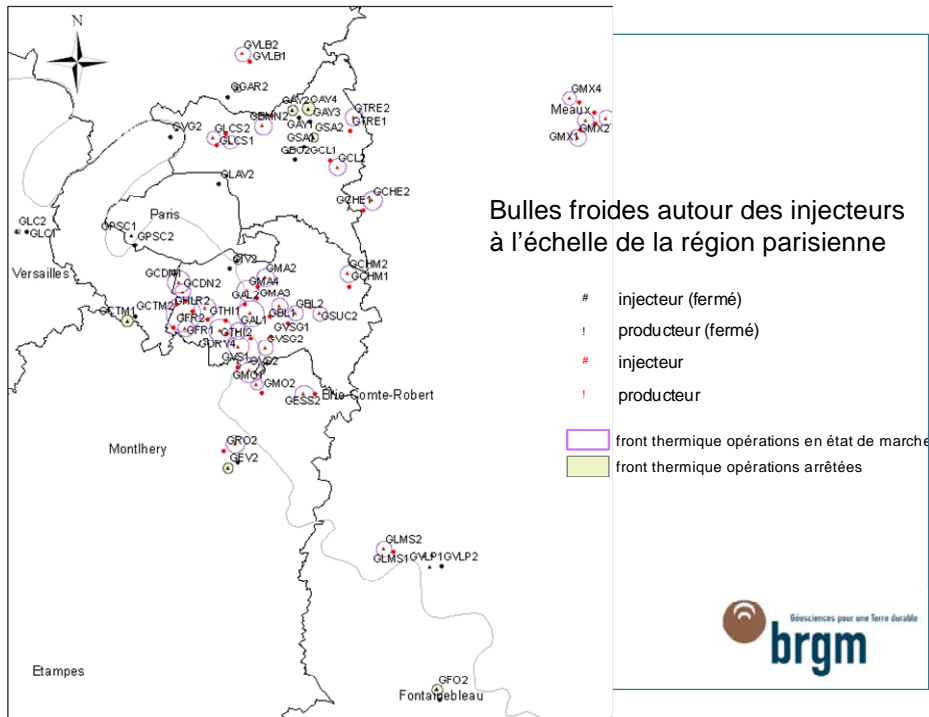 N
GVLB2
GVLB1
GGAR2
GAY2
GAY4
GAY3
GAY1
GSA2
GTRE2
GTRE1
GMX4
Meaux
GMX1
GMX2
GVG2
GLCS2
GLCS1
GCL1
GCL2
GLAV2
GCHE2
GCHE1
Paris
GPSC1
GPSC2
GLC2
GLC1
Versailles
GMA2
GCHM2
GCHM1
GCDN2
GMA4
GMA3
GAL2
GCTM1
GCTM2
GHLR2
GFR2
GFR1
GTHI1
GTHI2
GAL1
GBL1
GBL2
GSUC2
GVSG1
GVSG2
GORY4
GVS1
GVS2
GMO1
GMO2
GESS2
Brie-Comte-Robert
Montlhery
GRO2
GEV2
GLMS2
GLMS1
GVLP1
GVLP2
Etampes
GFO2
Fontainebleau
Bulles froides autour des injecteurs
à l'échelle de la région parisienne
# injecteur (fermé)
! producteur (fermé)
# injecteur
! producteur
front thermique opérations en état de marche
front thermique opérations arrêtées
Géosciences pour une Terre durable
brgm